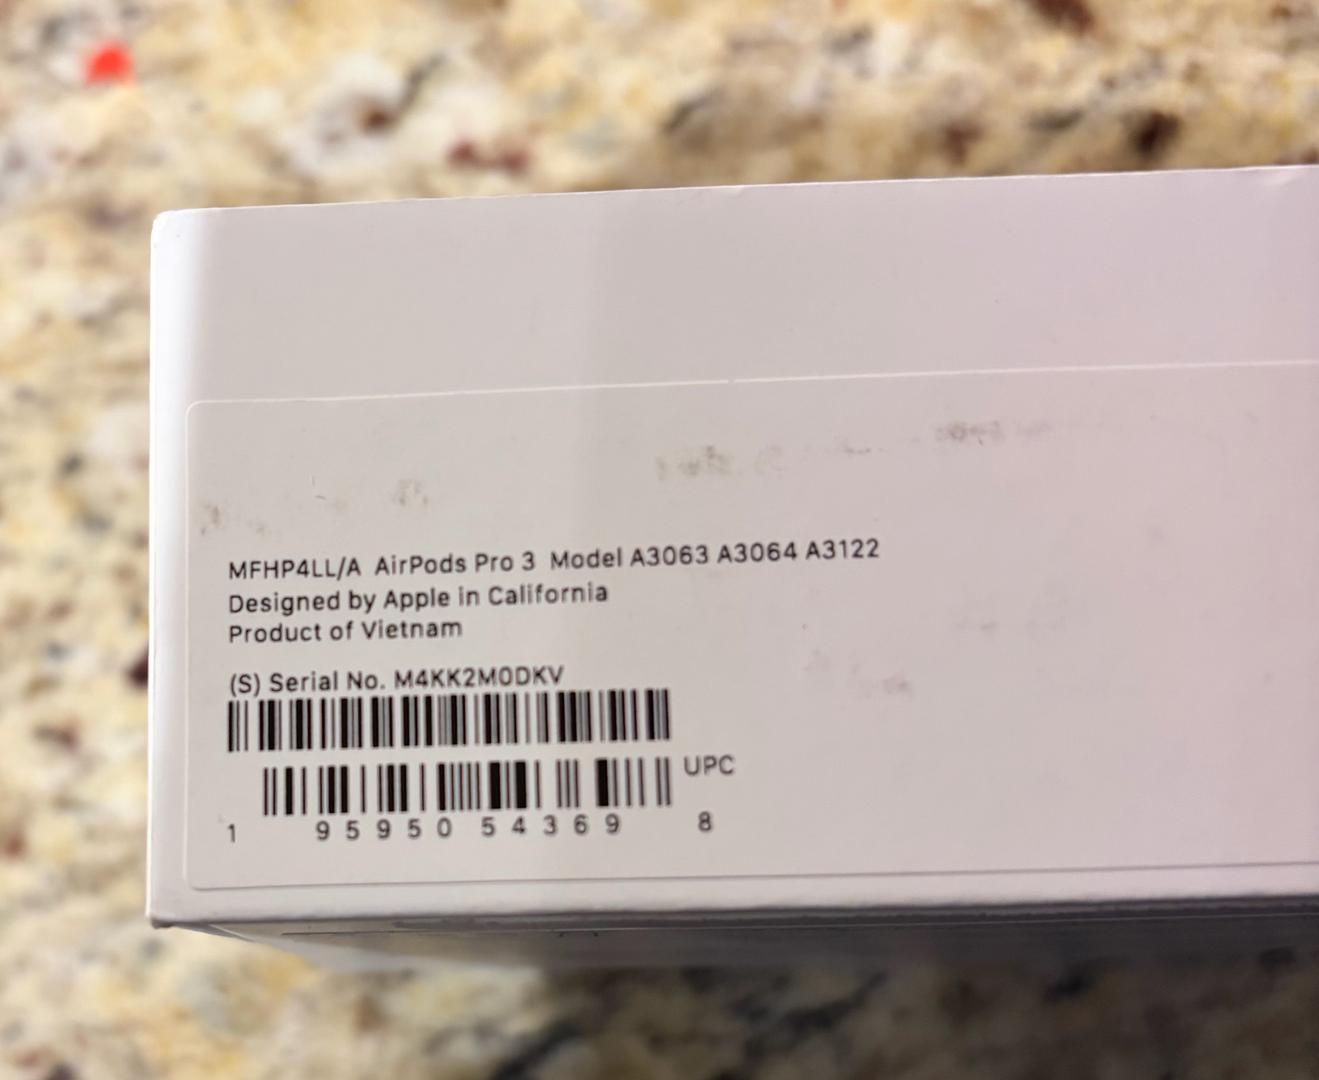 MFHP4LL/A AirPods Pro 3 Model A3063 A3064 A3122
Designed by Apple in California
Product of Vietnam
(S) Serial No. M4KK2M0DKV
UPC
1 95950 54369 8